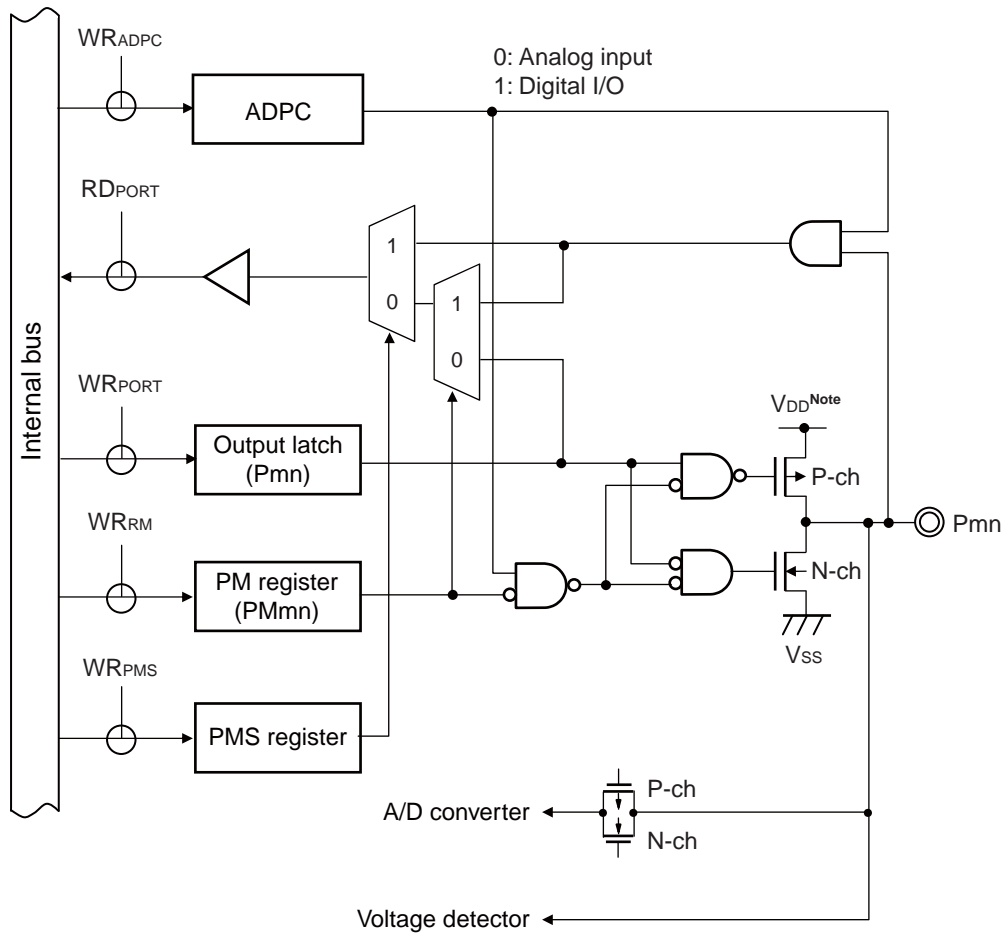 WRADPC
0: Analog input
1: Digital I/O
ADPC
RDPORT
1
0
1
0
Internal bus
WRPORT
VDDNote
Output latch
(Pmn)
P-ch
Pmn
WRRM
N-ch
PM register
(PMmn)
VSS
WRPMS
PMS register
P-ch
A/D converter
N-ch
Voltage detector